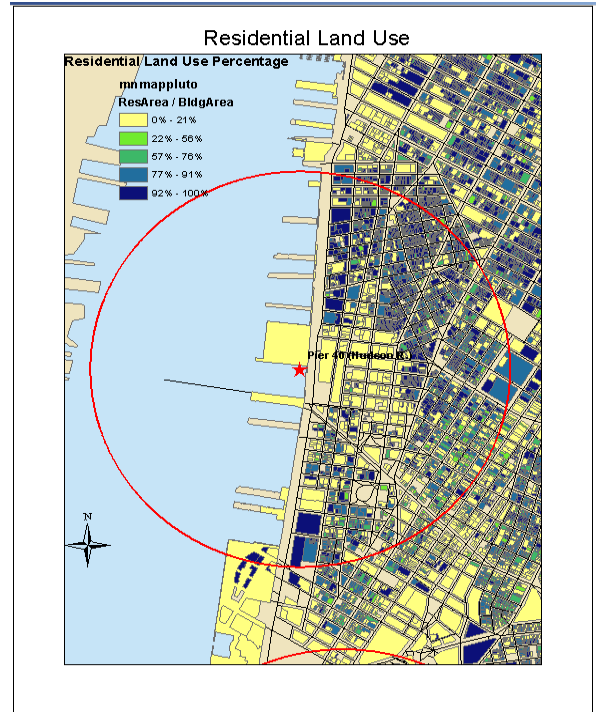 Residential Land Use
Residential Land Use Percentage
mnmappluto
ResArea / BldgArea
0% - 21%
22% - 56%
57% - 76%
77% - 91%
92% - 100%
Pier 40 (Hudson R.)
N